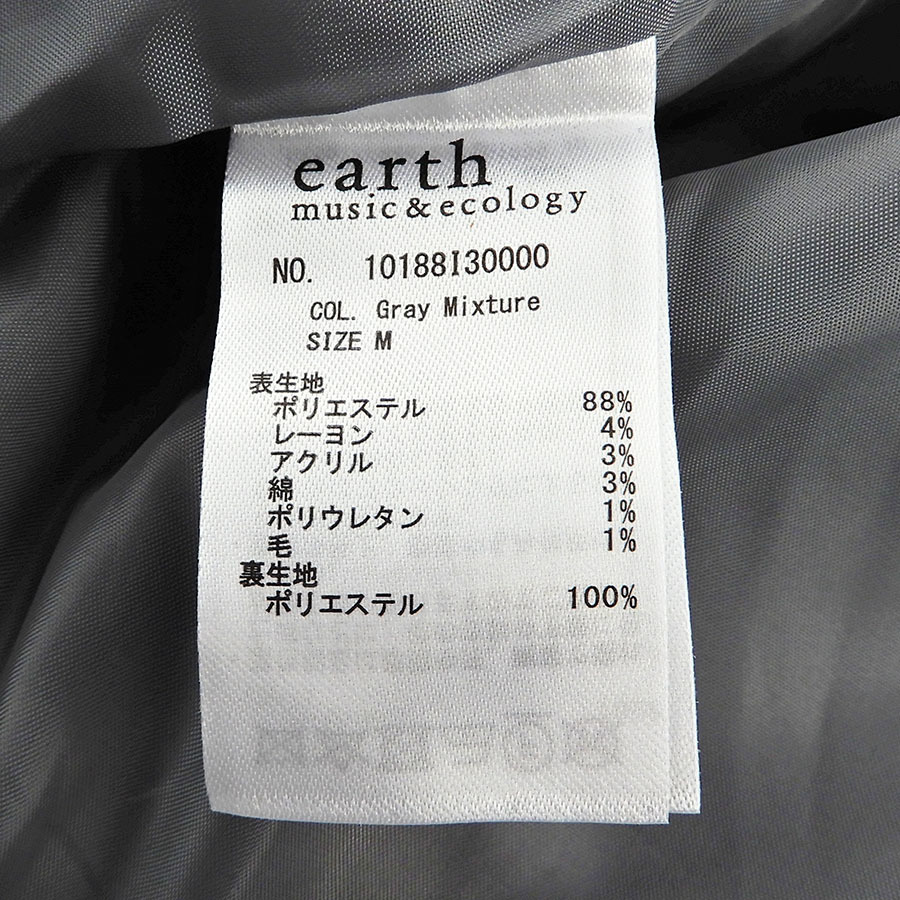 earth
music & ecology
NO. 10188I30000
COL. Gray Mixture
SIZE M
表生地
ポリエステル 88%
レーヨン 4%
アクリル 3%
綿 3%
ポリウレタン 1%
毛 1%
裏生地
ポリエステル 100%